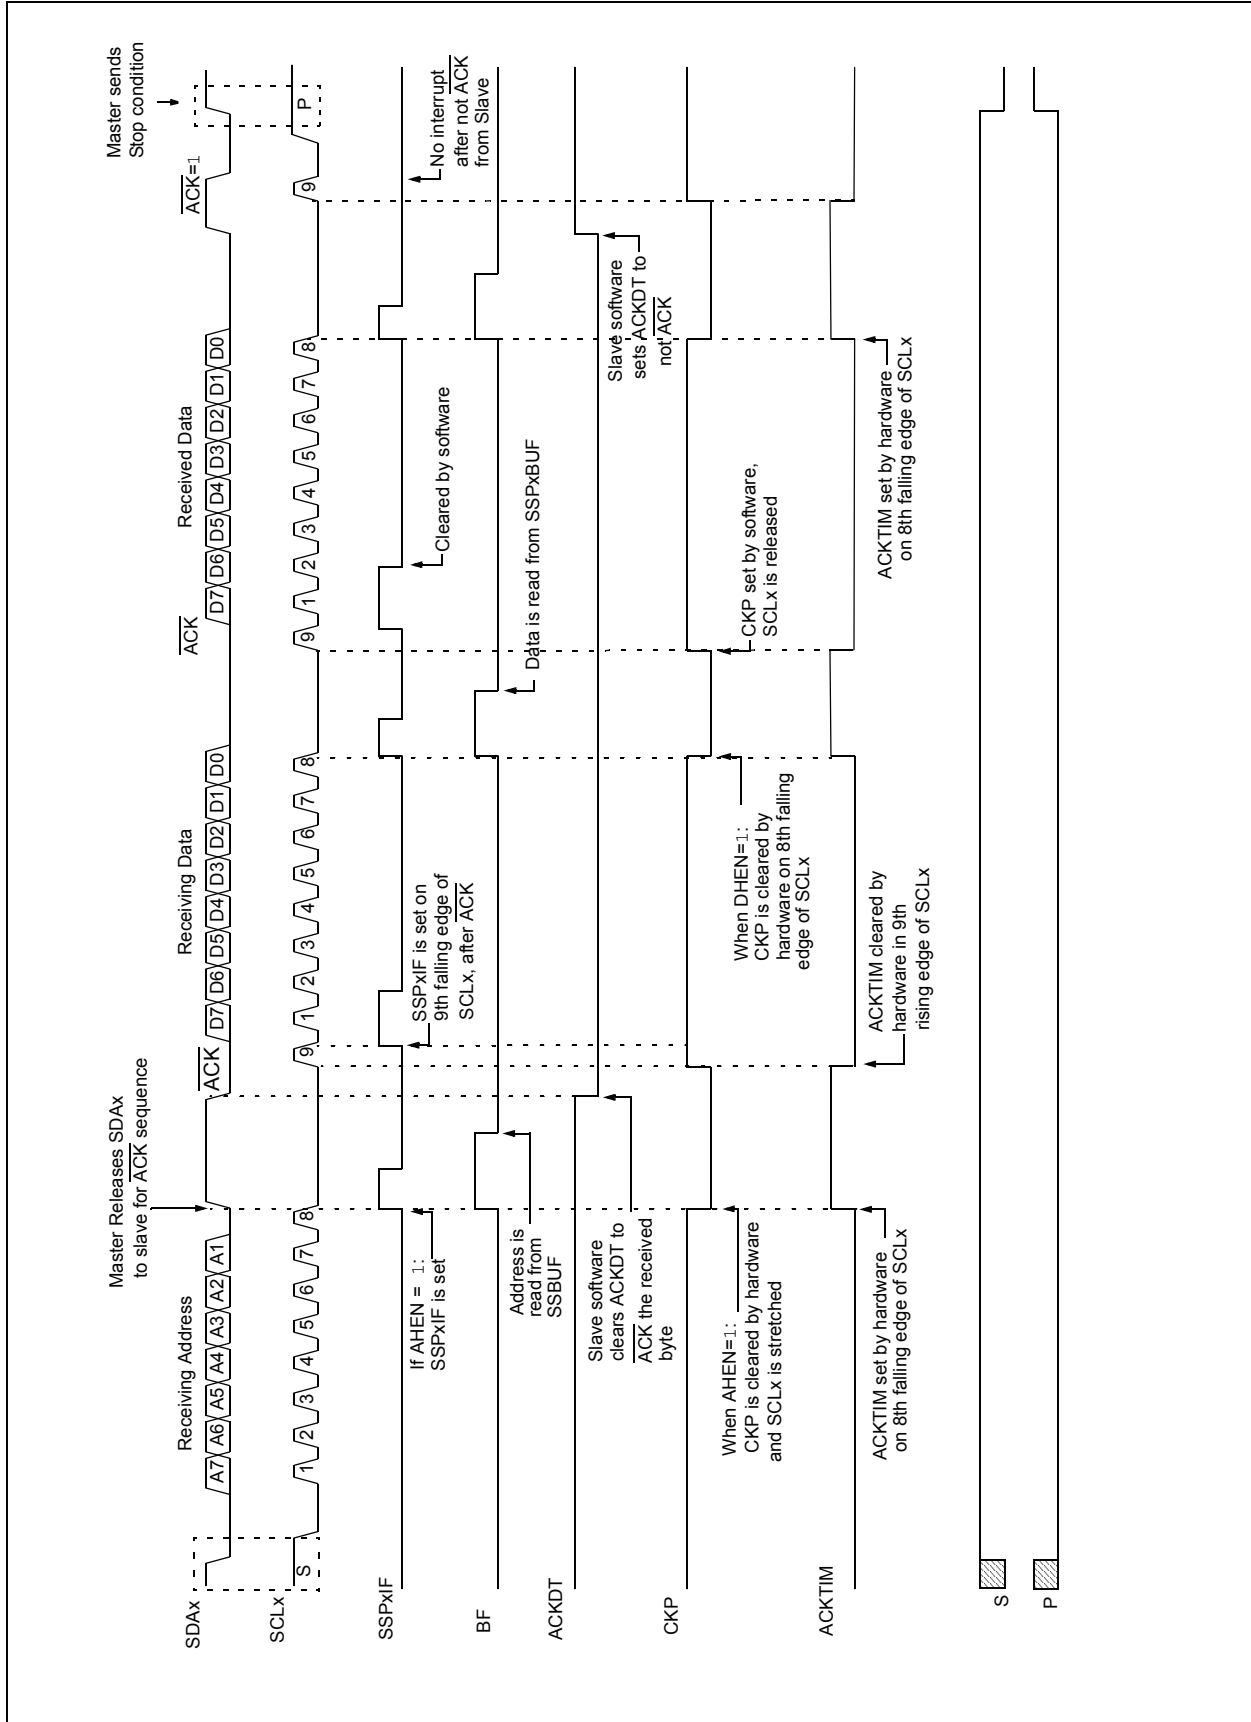 Master Releases SDAx
to slave for ACK sequence
Master sends
Stop condition
Receiving Address
Receiving Data
Received Data
ACK
ACK
ACK=1
SDAx
A7 A6 A5 A4 A3 A2 A1
D7 D6 D5 D4 D3 D2 D1 D0
D7 D6 D5 D4 D3 D2 D1 D0
SCLx
S 1 2 3 4 5 6 7 8 9 1 2 3 4 5 6 7 8 9 1 2 3 4 5 6 7 8 9 P
SSPxIF
If AHEN = 1:
SSPxIF is set
SSPxIF is set on
9th falling edge of
SCLx, after ACK
Cleared by software
No interrupt
after not ACK
from Slave
BF
Address is
read from
SSBUF
Data is read from SSPxBUF
ACKDT
Slave software
clears ACKDT to
ACK the received
byte
Slave software
sets ACKDT to
not ACK
CKP
When AHEN=1:
CKP is cleared by hardware
and SCLx is stretched
When DHEN=1:
CKP is cleared by
hardware on 8th falling
edge of SCLx
CKP set by software,
SCLx is released
ACKTIM
ACKTIM set by hardware
on 8th falling edge of SCLx
ACKTIM cleared by
hardware in 9th
rising edge of SCLx
ACKTIM set by hardware
on 8th falling edge of SCLx
S
P